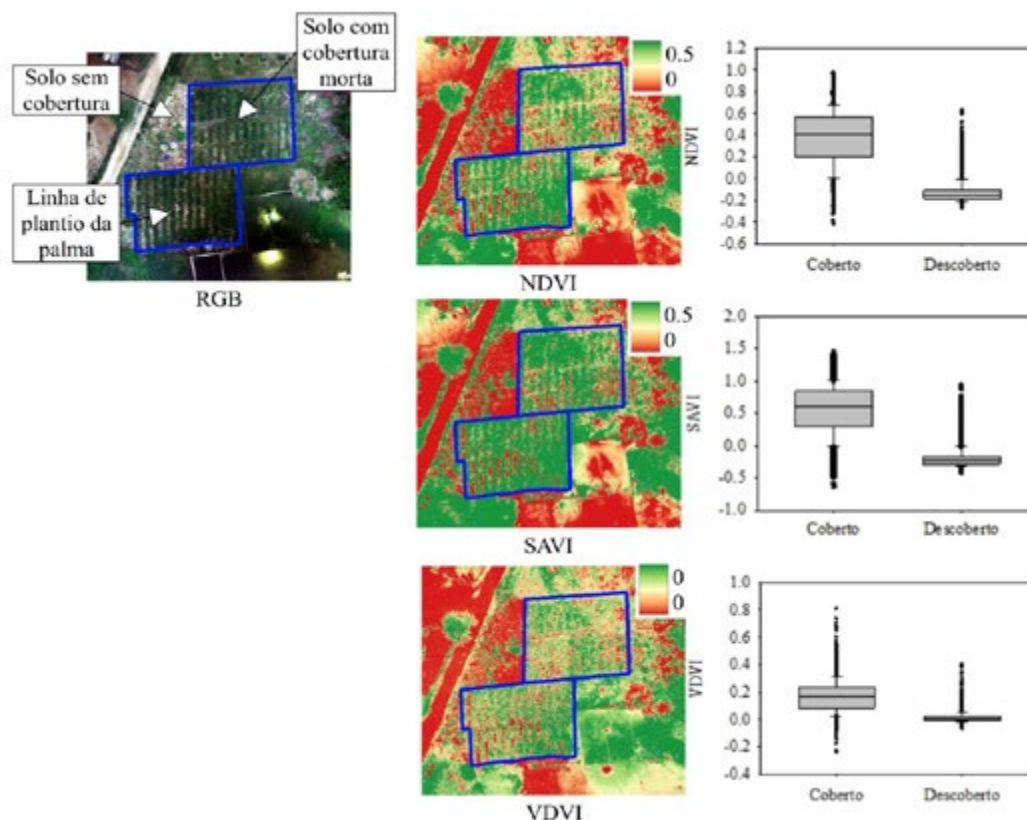 Solo com
cobertura
morta
Solo sem
cobertura
Linha de
plantio da
palma
RGB
0.5
0
NDVI
NDVI
1.2
1.0
0.8
0.6
0.4
0.2
0.0
-0.2
-0.4
-0.6
Coberto
Descoberto
0.5
0
SAVI
SAVI
2.0
1.5
1.0
0.5
0.0
-0.5
-1.0
Coberto
Descoberto
0
0
VDVI
VDVI
1.0
0.8
0.6
0.4
0.2
0.0
-0.2
-0.4
Coberto
Descoberto